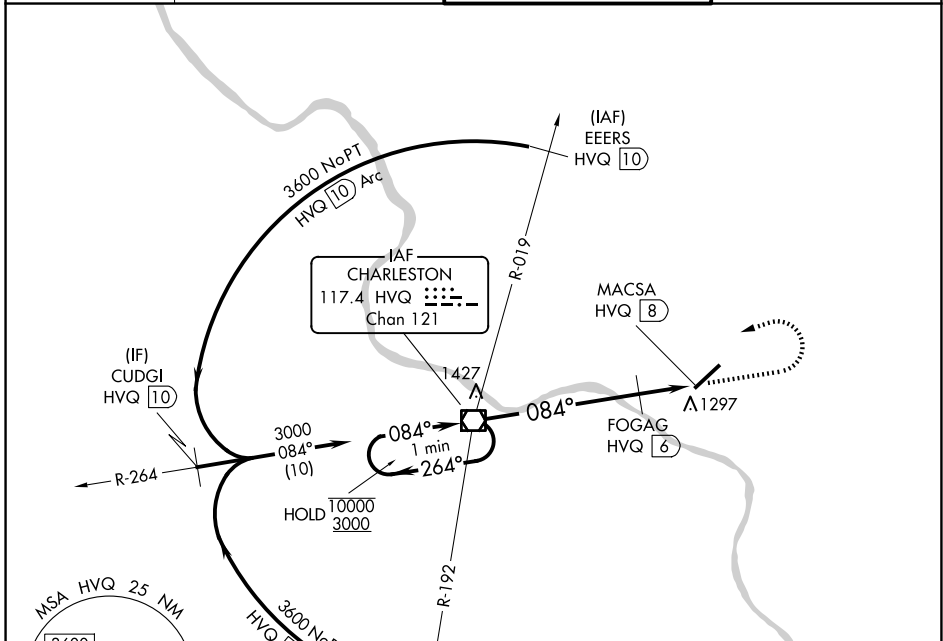 (IAF)
EEERS
HVQ 10
3600 NoPT
HVQ 10 Arc
R-019
IAF
CHARLESTON
117.4 HVQ
Chan 121
MACSA
HVQ 8
(IF)
CUDGI
HVQ 10
1427
1297
084°
FOGAG
HVQ 6
3000
084°
(10)
084°
1 min
264°
R-264
HOLD 10000
3000
R-192
MSA HVQ 25 NM
3600 NoPT
HVQ